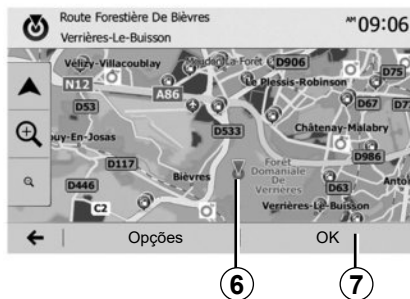 Route Forestière De Bièvres
Verrières-Le-Buisson
AM 09:06
Vélizy-Villacoublay
Meudon-La-Forêt
D906
Le Plessis-Robinson
D75
N12
A86
D53
D67
D533
Châtenay-Malabry
Jouy-En-Josas
D117
D986
Forêt
Domaniale
De
Verrières
Bièvres
D446
D63
C2
Verrières-Le-Buisson
Opções
OK
6
7